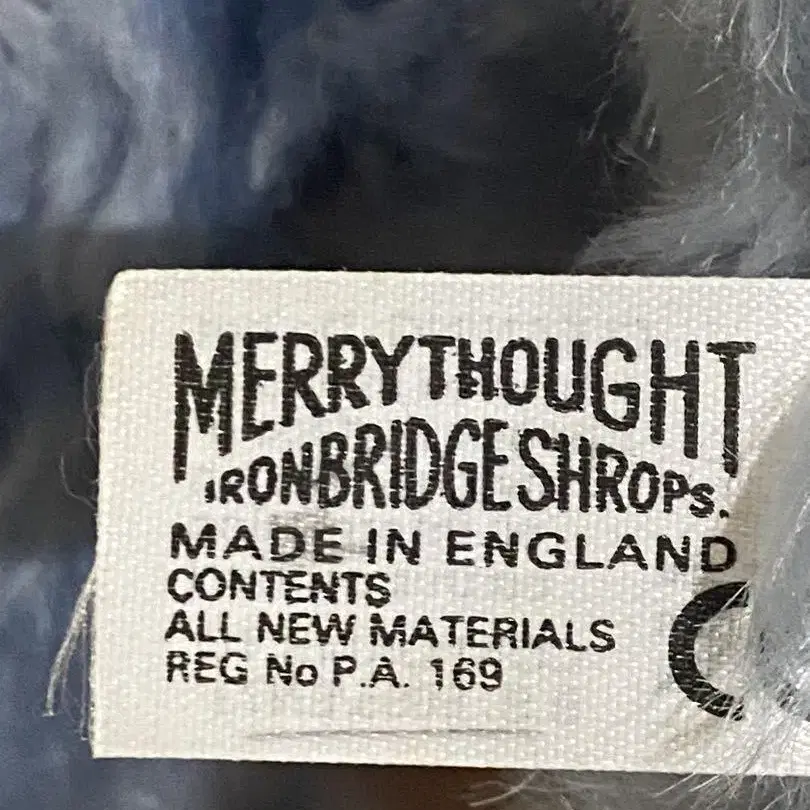 MERRYTHOUGHT
IRONBRIDGE SHROPS.
MADE IN ENGLAND
CONTENTS
ALL NEW MATERIALS
REG No P.A. 169